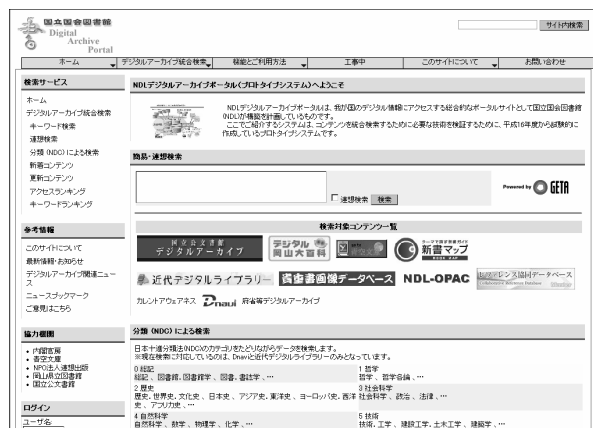 国立国会図書館
Digital
Archive
Portal
サイト内検索
ホーム
デジタルアーカイブ統合検索
機能とご利用方法
工事中
このサイトについて
お問い合わせ
検索サービス
ホーム
デジタルアーカイブ統合検索
キーワード検索
連想検索
分類(NDC)による検索
新着コンテンツ
更新コンテンツ
アクセスランキング
キーワードランキング
参考情報
このサイトについて
最新情報・お知らせ
デジタルアーカイブ関連ニュー
ス
ニュースブックマーク
ご意見はこちら
協力機関
・内閣官房
・青空文庫
・NPO法人連想出版
・岡山県立図書館
・国立公文書館
ログイン
ユーザ名
NDLデジタルアーカイブポータル(プロトタイプシステム)へようこそ
NDLデジタルアーカイブポータルは、我が国のデジタル情報にアクセスする総合的なポータルサイトとして国立国会図書館
(NDL)が構築を計画しているものです。
ここでご紹介するシステムは、コンテンツを統合検索するために必要な技術を検証するために、平成16年度から試験的に
作成しているプロトタイプシステムです。
簡易・連想検索
連想検索 検索
Powered by GETA
検索対象コンテンツ一覧
国立公文書館
デジタルアーカイブ
デジタル
岡山大百科
新書マップ
近代デジタルライブラリー
貴重書画像データベース
NDL-OPAC
レファレンス協同データベース
カレントアウェアネス
Dnavi
府省等デジタルアーカイブ
分類(NDC)による検索
日本十進分類法(NDC)のカテゴリをたどりながらデータを検索します。
※現在検索に対応しているのは、Dnaviと近代デジタルライブラリーのみとなっています。
0 総記
総記、図書館、図書館学、図書、書誌学、…
1 哲学
哲学、哲学各論、…
2 歴史
歴史、世界史、文化史、日本史、アジア史、東洋史、ヨーロッパ史、西洋
史、アフリカ史、…
3 社会科学
社会科学、政治、法律、…
4 自然科学
自然科学、数学、物理学、化学、…
5 技術
技術、工学、建設工学、土木工学、建築学、…